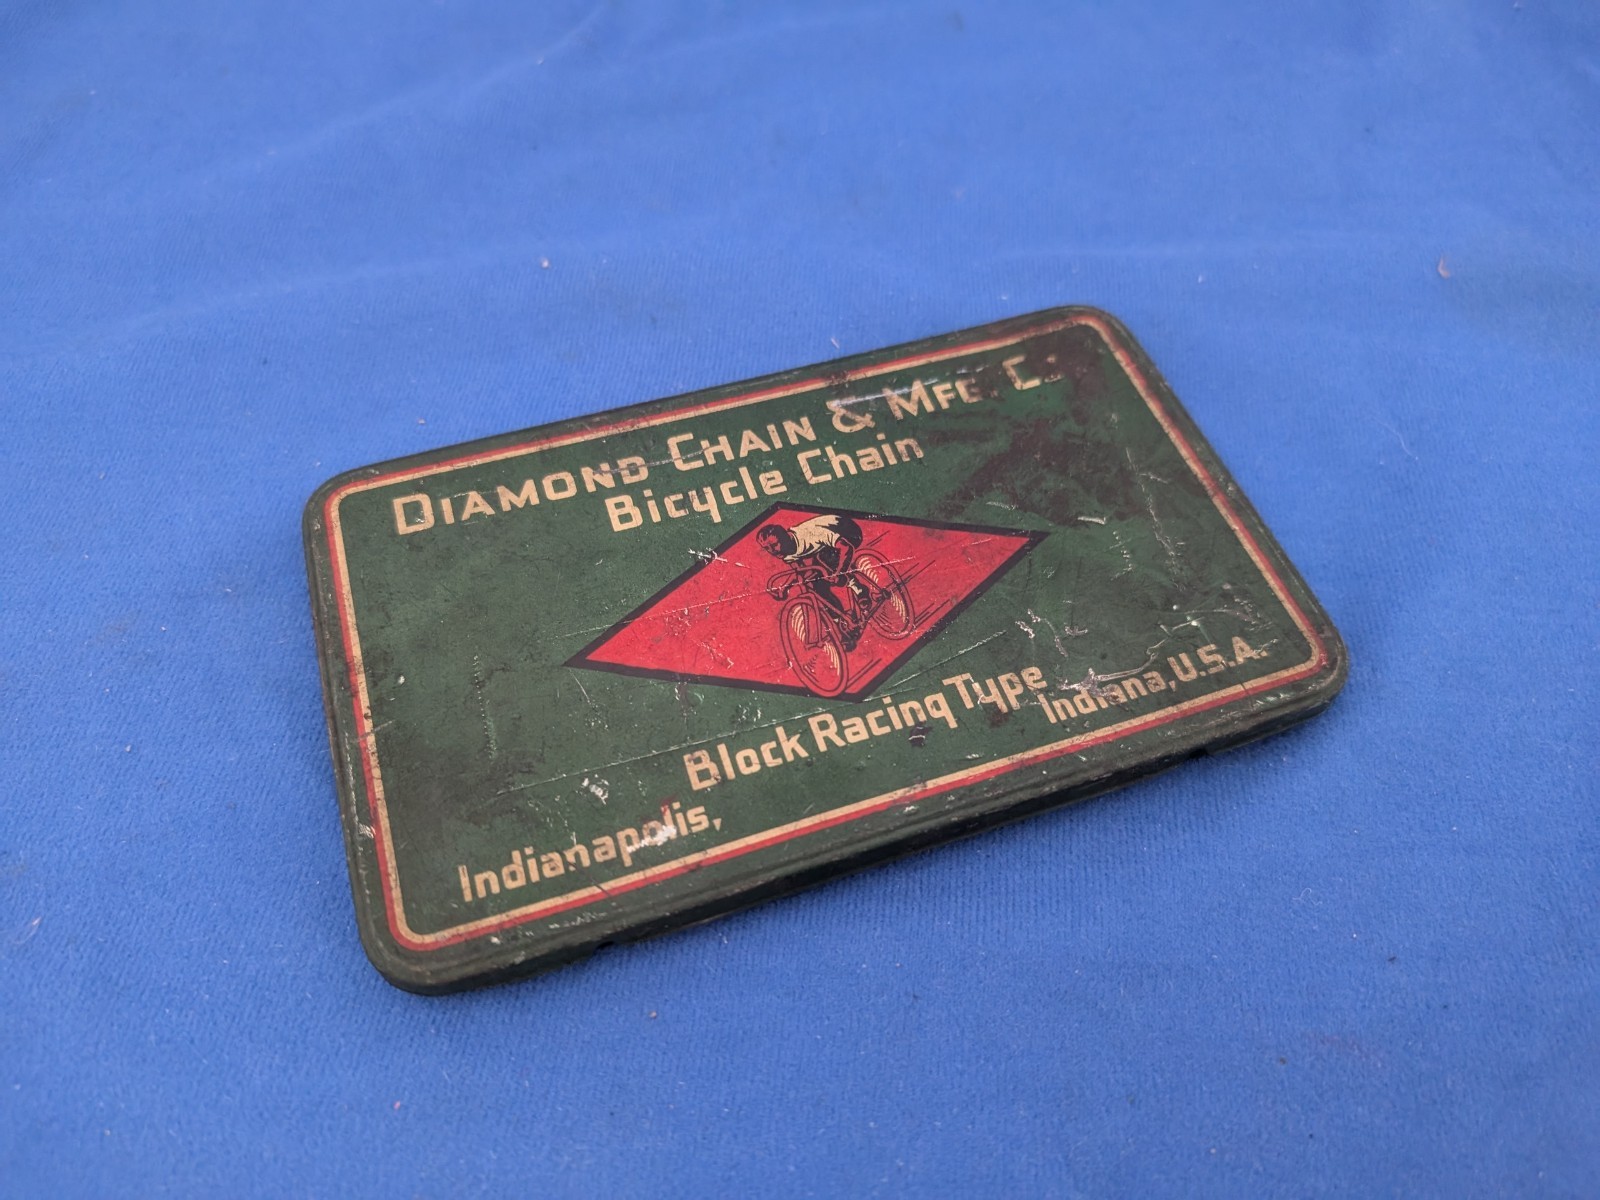 DIAMOND CHAIN & MFG. Co.
Bicycle Chain
Block Racing Type
Indianapolis, Indiana, U.S.A.